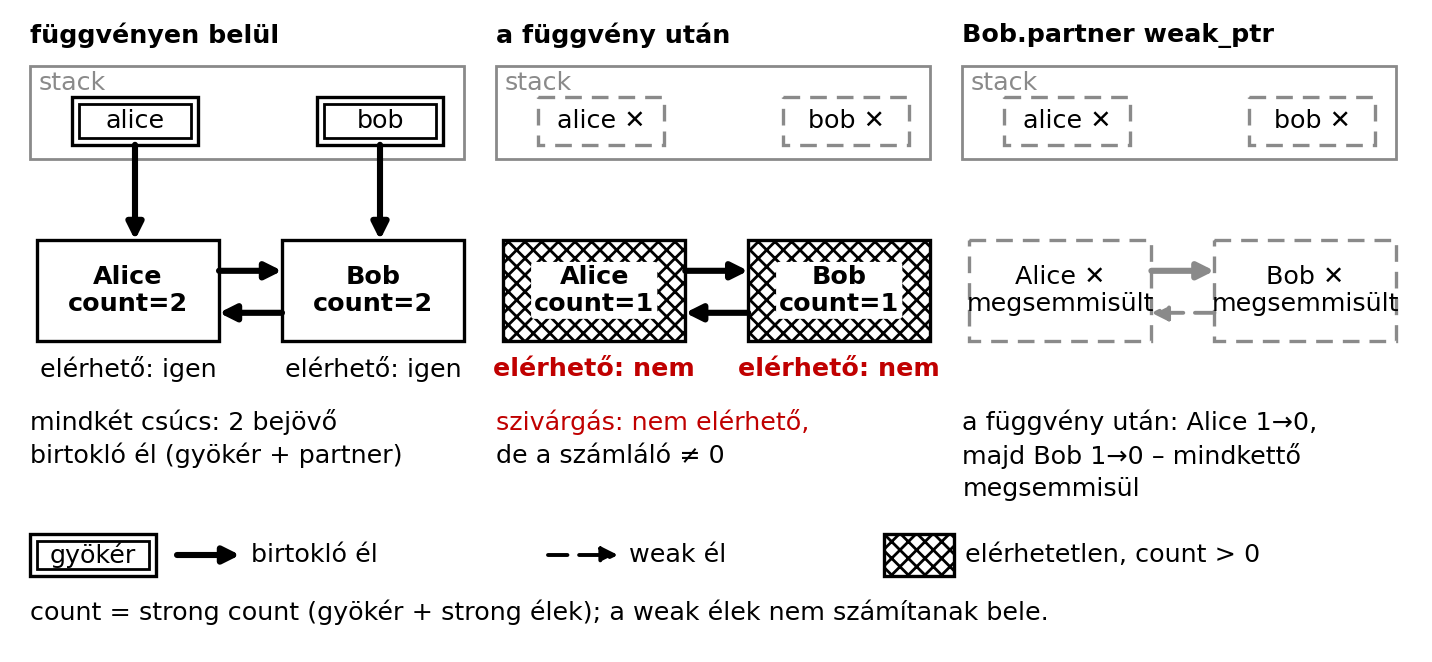 függvényen belül
stack
alice
bob
Alice
count=2
Bob
count=2
elérhető: igen
elérhető: igen
mindkét csúcs: 2 bejövő
birtokló él (gyökér + partner)
a függvény után
stack
alice ✕
bob ✕
Alice
count=1
Bob
count=1
elérhető: nem
elérhető: nem
szivárgás: nem elérhető,
de a számláló ≠ 0
Bob.partner weak_ptr
stack
alice ✕
bob ✕
Alice ✕
megsemmisült
Bob ✕
megsemmisült
a függvény után: Alice 1→0,
majd Bob 1→0 – mindkettő
megsemmisül
gyökér
birtokló él
weak él
elérhetetlen, count > 0
count = strong count (gyökér + strong élek); a weak élek nem számítanak bele.